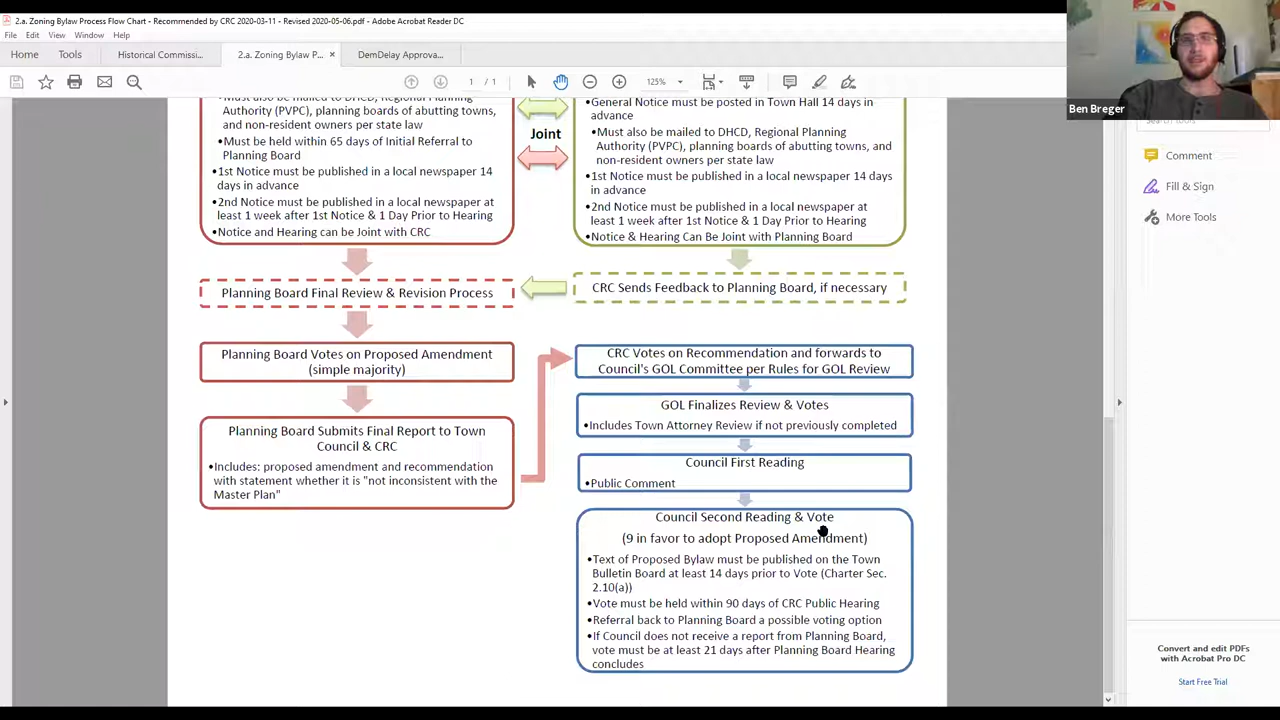 2.a. Zoning Bylaw Process Flow Chart - Recommended by CRC 2020-03-11 - Revised 2020-05-06.pdf - Adobe Acrobat Reader DC
File Edit View Window Help
Home Tools Historical Commissi... 2.a. Zoning Bylaw P... × DemDelay Approva...
1 / 1 125%
Ben Breger
Comment
Fill & Sign
More Tools
•Must also be mailed to DHCD, Regional Planning
Authority (PVPC), planning boards of abutting towns,
and non-resident owners per state law
•Must be held within 65 days of Initial Referral to
Planning Board
•1st Notice must be published in a local newspaper 14
days in advance
•2nd Notice must be published in a local newspaper at
least 1 week after 1st Notice & 1 Day Prior to Hearing
•Notice and Hearing can be Joint with CRC
Joint
General Notice must be posted in Town Hall 14 days in
advance
•Must also be mailed to DHCD, Regional Planning
Authority (PVPC), planning boards of abutting towns, and
non-resident owners per state law
•1st Notice must be published in a local newspaper 14 days
in advance
•2nd Notice must be published in a local newspaper at
least 1 week after 1st Notice & 1 Day Prior to Hearing
•Notice & Hearing Can Be Joint with Planning Board
Planning Board Final Review & Revision Process
CRC Sends Feedback to Planning Board, if necessary
Planning Board Votes on Proposed Amendment
(simple majority)
Planning Board Submits Final Report to Town
Council & CRC
•Includes: proposed amendment and recommendation
with statement whether it is "not inconsistent with the
Master Plan"
CRC Votes on Recommendation and forwards to
Council's GOL Committee per Rules for GOL Review
GOL Finalizes Review & Votes
•Includes Town Attorney Review if not previously completed
Council First Reading
•Public Comment
Council Second Reading & Vote
(9 in favor to adopt Proposed Amendment)
•Text of Proposed Bylaw must be published on the Town
Bulletin Board at least 14 days prior to Vote (Charter Sec.
2.10(a))
•Vote must be held within 90 days of CRC Public Hearing
•Referral back to Planning Board a possible voting option
•If Council does not receive a report from Planning Board,
vote must be at least 21 days after Planning Board Hearing
concludes
Convert and edit PDFs
with Acrobat Pro DC
Start Free Trial